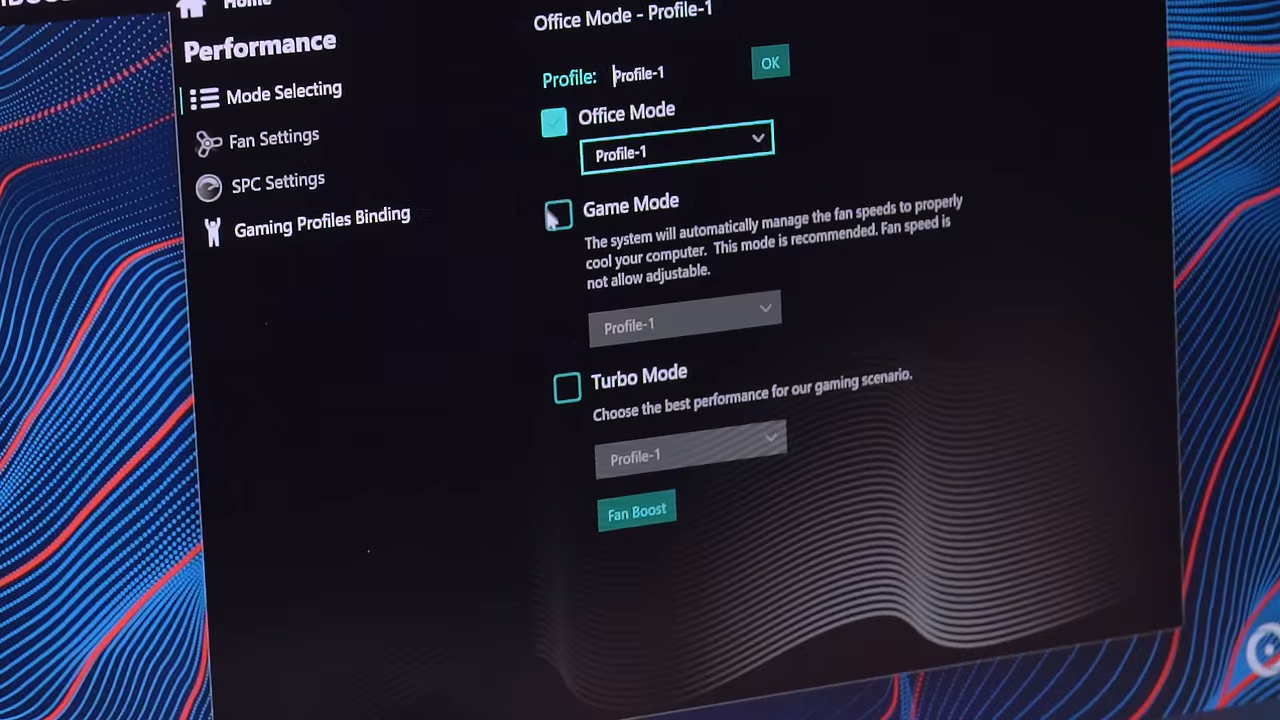 Home
Performance
Mode Selecting
Fan Settings
SPC Settings
Gaming Profiles Binding
Office Mode - Profile-1
Profile: Profile-1
OK
Office Mode
Profile-1
Game Mode
The system will automatically manage the fan speeds to properly
cool your computer. This mode is recommended. Fan speed is
not allow adjustable.
Profile-1
Turbo Mode
Choose the best performance for our gaming scenario.
Profile-1
Fan Boost